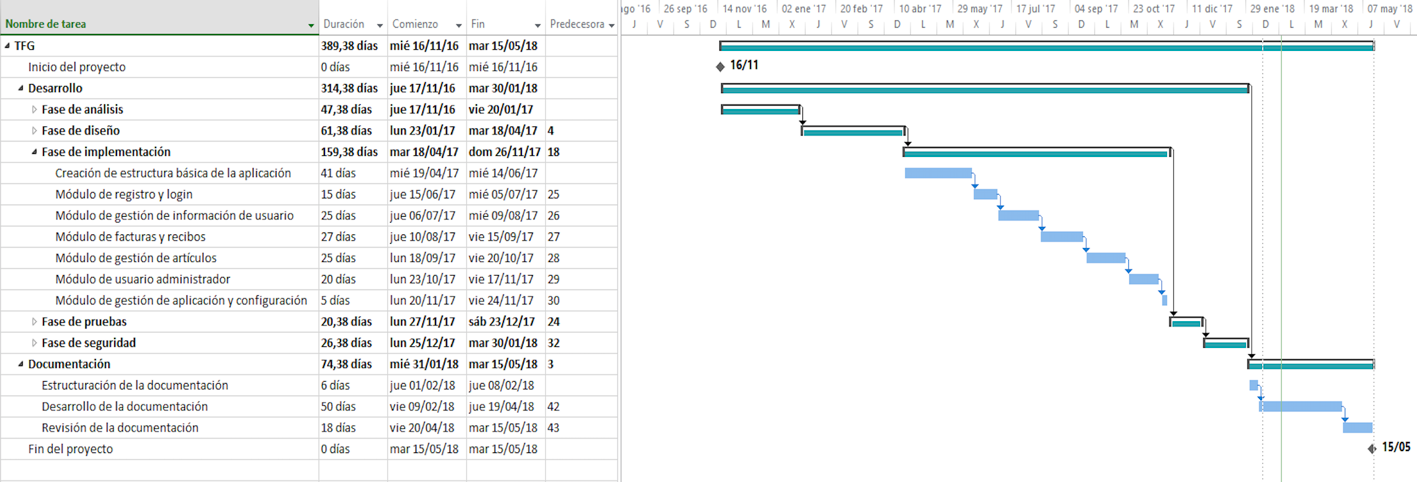 Nombre de tarea Duración Comienzo Fin Predecesora
TFG 389,38 días mié 16/11/16 mar 15/05/18
Inicio del proyecto 0 días mié 16/11/16 mié 16/11/16
Desarrollo 314,38 días jue 17/11/16 mar 30/01/18
Fase de análisis 47,38 días jue 17/11/16 vie 20/01/17
Fase de diseño 61,38 días lun 23/01/17 mar 18/04/17 4
Fase de implementación 159,38 días mar 18/04/17 dom 26/11/17 18
Creación de estructura básica de la aplicación 41 días mié 19/04/17 mié 14/06/17
Módulo de registro y login 15 días jue 15/06/17 mié 05/07/17 25
Módulo de gestión de información de usuario 25 días jue 06/07/17 mié 09/08/17 26
Módulo de facturas y recibos 27 días jue 10/08/17 vie 15/09/17 27
Módulo de gestión de artículos 25 días lun 18/09/17 vie 20/10/17 28
Módulo de usuario administrador 20 días lun 23/10/17 vie 17/11/17 29
Módulo de gestión de aplicación y configuración 5 días lun 20/11/17 vie 24/11/17 30
Fase de pruebas 20,38 días lun 27/11/17 sáb 23/12/17 24
Fase de seguridad 26,38 días lun 25/12/17 mar 30/01/18 32
Documentación 74,38 días mié 31/01/18 mar 15/05/18 3
Estructuración de la documentación 6 días jue 01/02/18 jue 08/02/18
Desarrollo de la documentación 50 días vie 09/02/18 jue 19/04/18 42
Revisión de la documentación 18 días vie 20/04/18 mar 15/05/18 43
Fin del proyecto 0 días mar 15/05/18 mar 15/05/18
ago '16 26 sep '16 14 nov '16 02 ene '17 20 feb '17 10 abr '17 29 may '17 17 jul '17 04 sep '17 23 oct '17 11 dic '17 29 ene '18 19 mar '18 07 may '18
J V S D L M X J V S D L M X J V S D L M X J V S D L M X J V
16/11
15/05